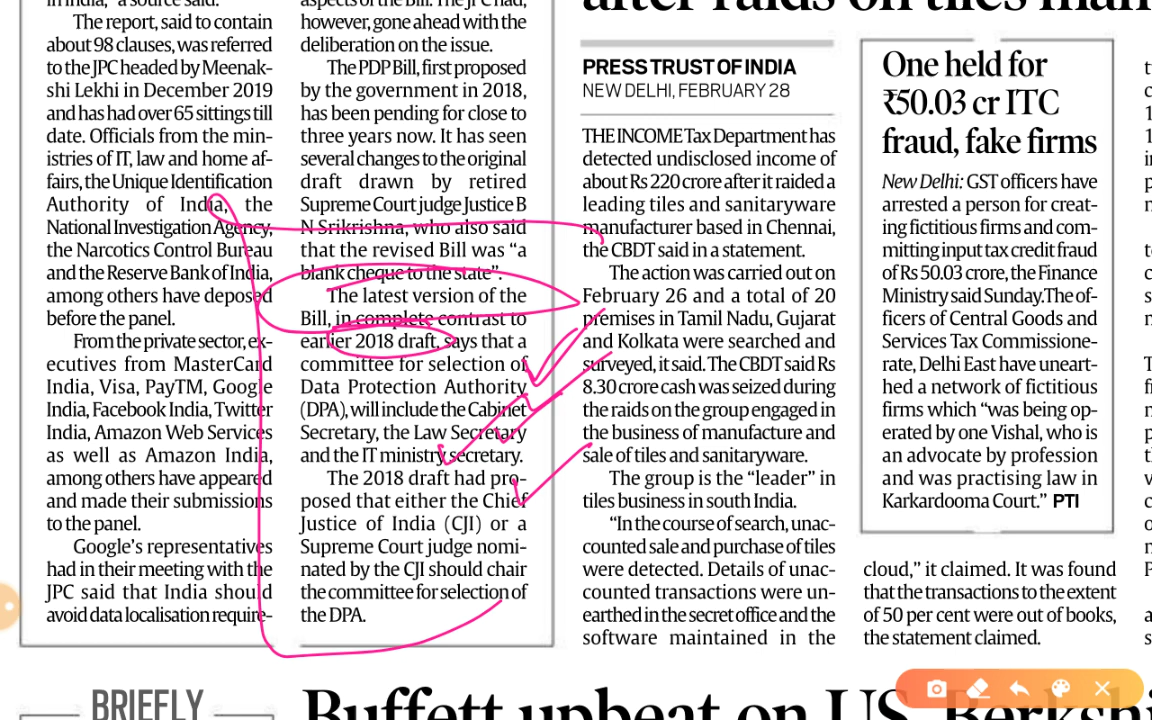 in India," a source said.
The report, said to contain
about 98 clauses, was referred
to the JPC headed by Meenak-
shi Lekhi in December 2019
and has had over 65 sittings till
date. Officials from the min-
istries of IT, law and home af-
fairs, the Unique Identification
Authority of India, the
National Investigation Agency,
the Narcotics Control Bureau
and the Reserve Bank of India,
among others have deposed
before the panel.
From the private sector, ex-
ecutives from MasterCard
India, Visa, PayTM, Google
India, Facebook India, Twitter
India, Amazon Web Services
as well as Amazon India,
among others have appeared
and made their submissions
to the panel.
Google's representatives
had in their meeting with the
JPC said that India should
avoid data localisation require-
aspects of the Bill. The JPC had,
however, gone ahead with the
deliberation on the issue.
The PDP Bill, first proposed
by the government in 2018,
has been pending for close to
three years now. It has seen
several changes to the original
draft drawn by retired
Supreme Court judge Justice B
N Srikrishna, who also said
that the revised Bill was "a
blank cheque to the state".
The latest version of the
Bill, in complete contrast to
earlier 2018 draft, says that a
committee for selection of
Data Protection Authority
(DPA), will include the Cabinet
Secretary, the Law Secretary
and the IT ministry secretary.
The 2018 draft had pro-
posed that either the Chief
Justice of India (CJI) or a
Supreme Court judge nomi-
nated by the CJI should chair
the committee for selection of
the DPA.
after raids on tiles man
PRESS TRUST OF INDIA
NEW DELHI, FEBRUARY 28
THE INCOME Tax Department has
detected undisclosed income of
about Rs 220 crore after it raided a
leading tiles and sanitaryware
manufacturer based in Chennai,
the CBDT said in a statement.
The action was carried out on
February 26 and a total of 20
premises in Tamil Nadu, Gujarat
and Kolkata were searched and
surveyed, it said. The CBDT said Rs
8.30 crore cash was seized during
the raids on the group engaged in
the business of manufacture and
sale of tiles and sanitaryware.
The group is the "leader" in
tiles business in south India.
"In the course of search, unac-
counted sale and purchase of tiles
were detected. Details of unac-
counted transactions were un-
earthed in the secret office and the
software maintained in the
One held for
₹50.03 cr ITC
fraud, fake firms
New Delhi: GST officers have
arrested a person for creat-
ing fictitious firms and com-
mitting input tax credit fraud
of Rs 50.03 crore, the Finance
Ministry said Sunday.The of-
ficers of Central Goods and
Services Tax Commissione-
rate, Delhi East have uneart-
hed a network of fictitious
firms which "was being op-
erated by one Vishal, who is
an advocate by profession
and was practising law in
Karkardooma Court." PTI
cloud," it claimed. It was found
that the transactions to the extent
of 50 per cent were out of books,
the statement claimed.
BRIEFLY
Buffett upbeat on US, Berkshi